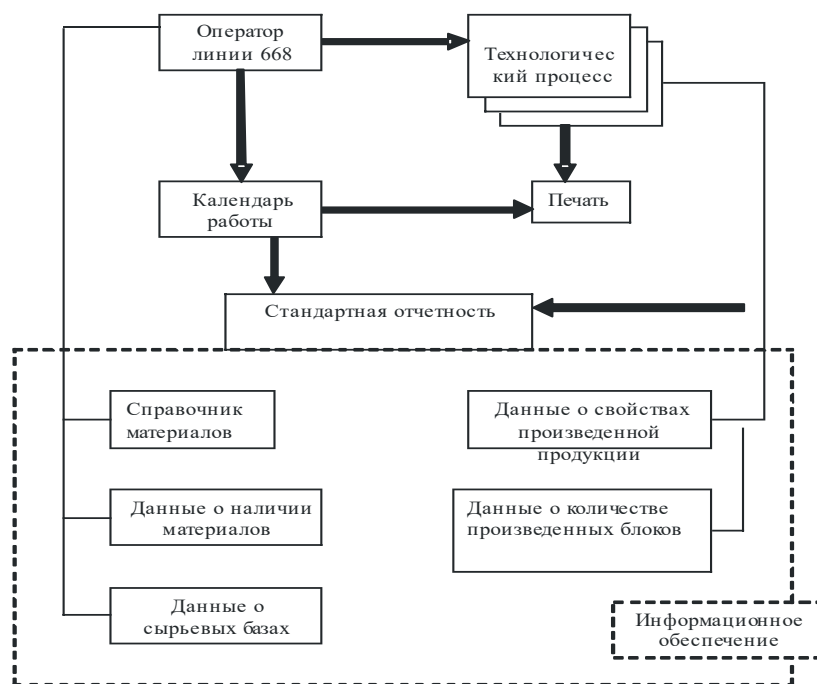 Оператор
линии 668
Технологичес
кий процесс
Календарь
работы
Печать
Стандартная отчетность
Справочник
материалов
Данные о свойствах
произведенной
продукции
Данные о наличии
материалов
Данные о количестве
произведенных блоков
Данные о
сырьевых базах
Информационное
обеспечение